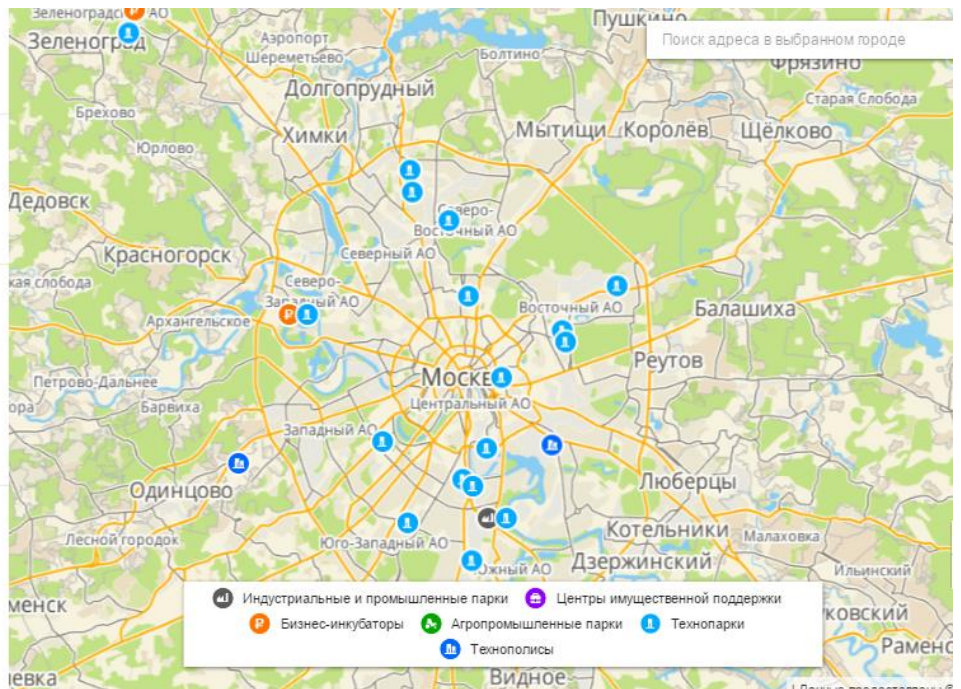 Зеленоградский АО
Зеленоград
Аэропорт
Шереметьево
Пушкино
Поиск адреса в выбранном городе
Болтино
Фрязино
Долгопрудный
Старая Слобода
Брехово
Химки
Мытищи
Королёв
Щёлково
Юрлово
Дедовск
Северо-
Восточный АО
Красногорск
Северный АО
Северо-
Западный АО
Восточный АО
Балашиха
Архангельское
Реутов
Петрово-Дальнее
Москв
Барвиха
Центральный АО
Западный АО
Одинцово
Люберцы
Лесной городок
Юго-Западный АО
Котельники
Малаховка
Южный АО
Дзержинский
Ильинский
Индустриальные и промышленные парки
Центры имущественной поддержки
Бизнес-инкубаторы
Агропромышленные парки
Технопарки
Технополисы
Видное